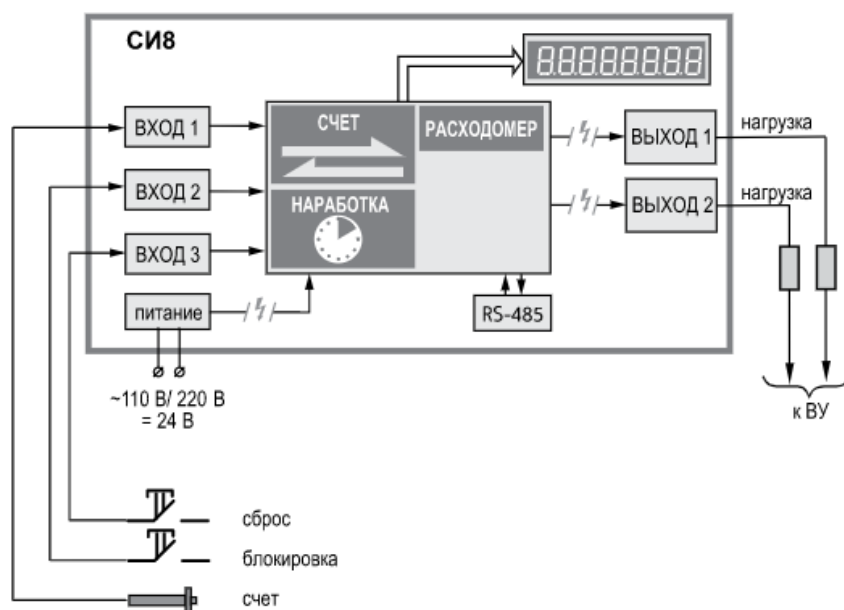 СИ8
8.8.8.8.8.8.8.8
ВХОД 1
СЧЕТ
РАСХОДОМЕР
ВЫХОД 1
нагрузка
ВХОД 2
НАРАБОТКА
ВЫХОД 2
нагрузка
ВХОД 3
питание
RS-485
~110 В/ 220 В
= 24 В
к ВУ
сброс
блокировка
счет